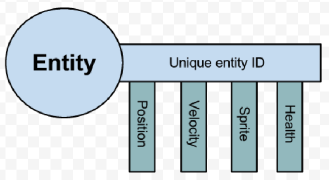 Entity
Unique entity ID
Position
Velocity
Sprite
Health